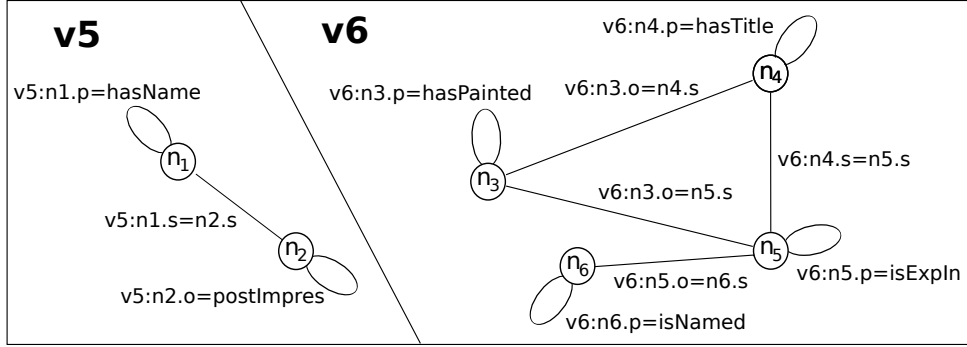 v5
v6
v6:n4.p=hasTitle
v5:n1.p=hasName
v6:n3.p=hasPainted
v6:n3.o=n4.s
n4
n1
v6:n4.s=n5.s
n3
v6:n3.o=n5.s
v5:n1.s=n2.s
n2
n5
n6
v6:n5.o=n6.s
v6:n5.p=isExpIn
v5:n2.o=postImpres
v6:n6.p=isNamed